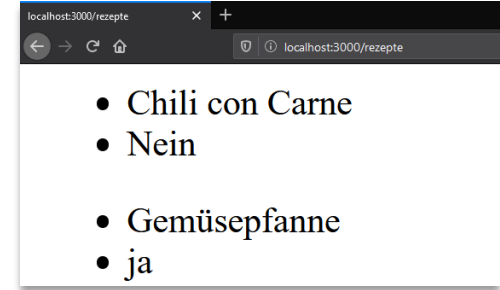 localhost:3000/rezepte
localhost:3000/rezepte
Chili con Carne
Nein
Gemüsepfanne
ja